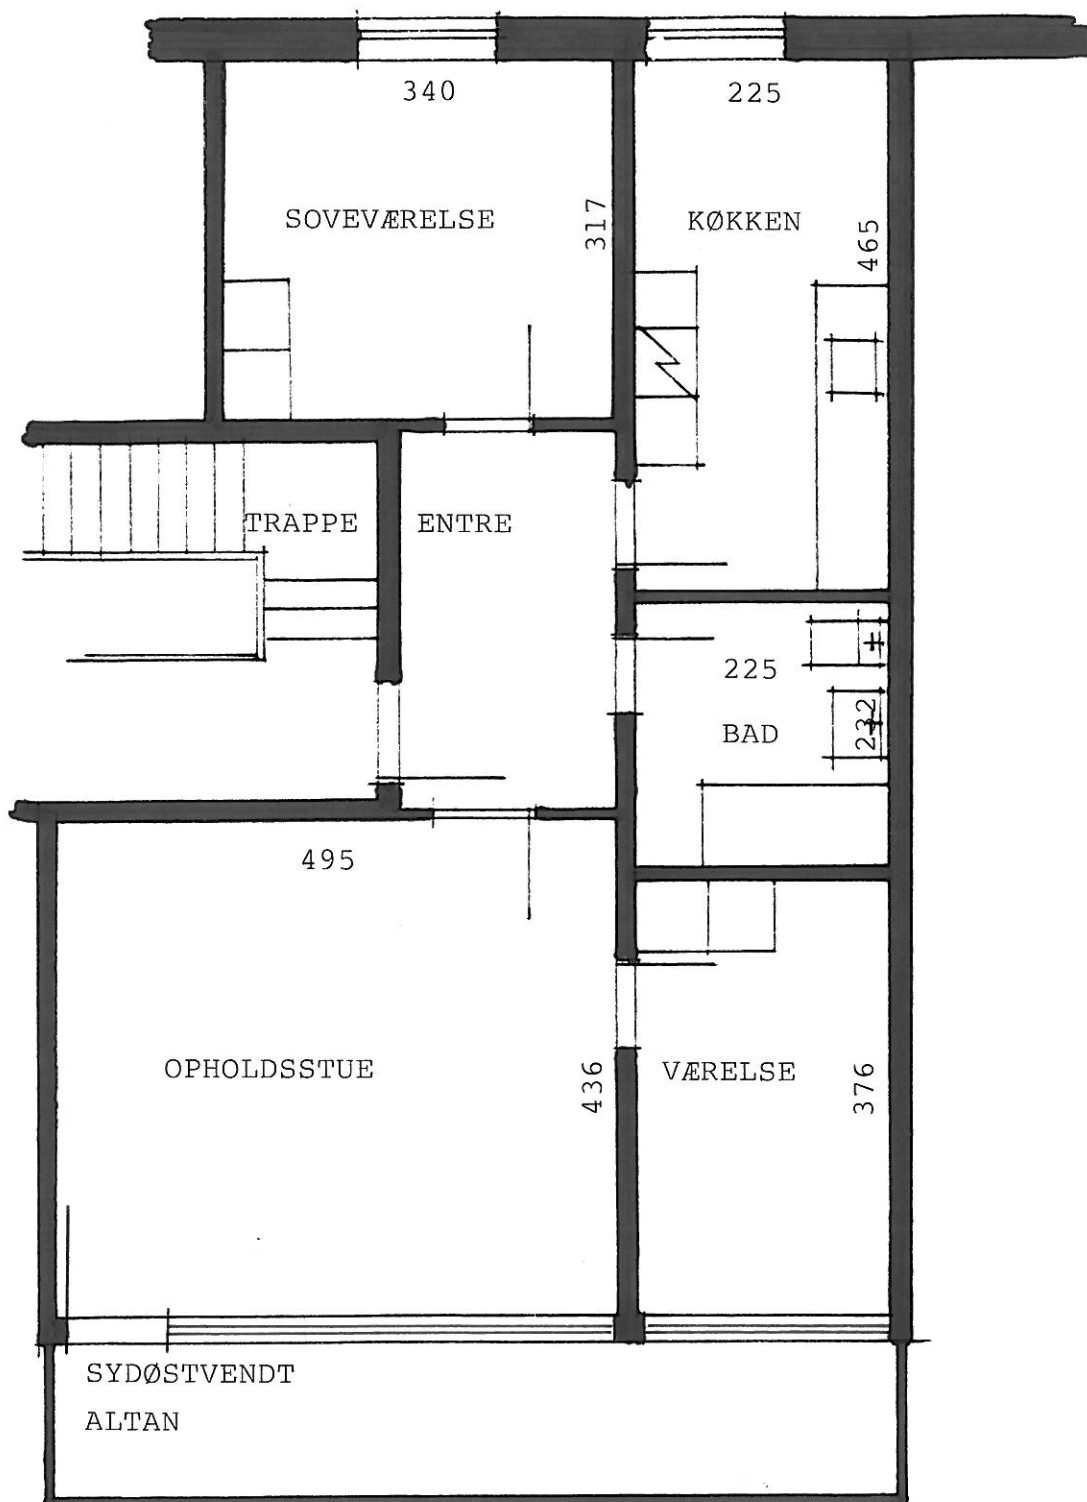 340
225
SOVEVÆRELSE
317
KØKKEN
465
TRAPPE
ENTRE
225
BAD
232
495
OPHOLDSSTUE
436
VÆRELSE
376
SYDØSTVENDT
ALTAN